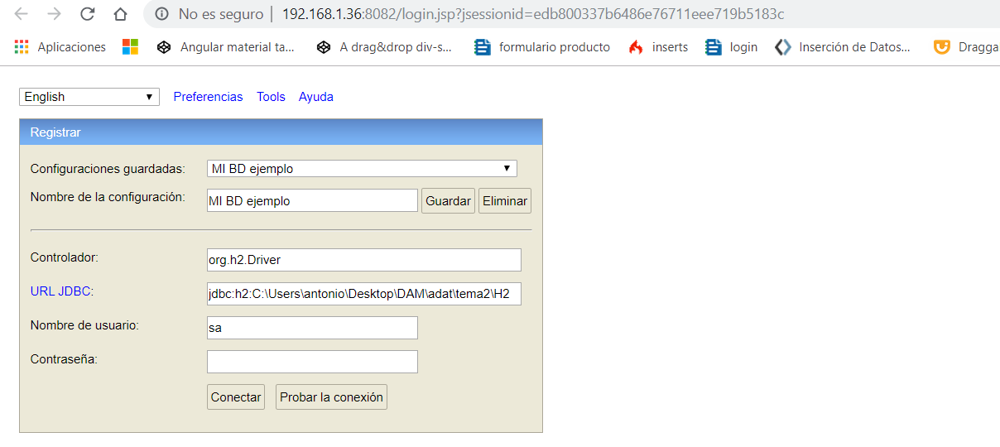 No es seguro | 192.168.1.36:8082/login.jsp?jsessionid=edb800337b6486e76711eee719b5183c
Aplicaciones Angular material ta... A drag&drop div-s... formulario producto inserts login Inserción de Datos... Dragga
English Preferencias Tools Ayuda
Registrar
Configuraciones guardadas: MI BD ejemplo
Nombre de la configuración: MI BD ejemplo Guardar Eliminar
Controlador: org.h2.Driver
URL JDBC: jdbc:h2:C:\Users\antonio\Desktop\DAM\adat\tema2\H2
Nombre de usuario: sa
Contraseña:
Conectar Probar la conexión